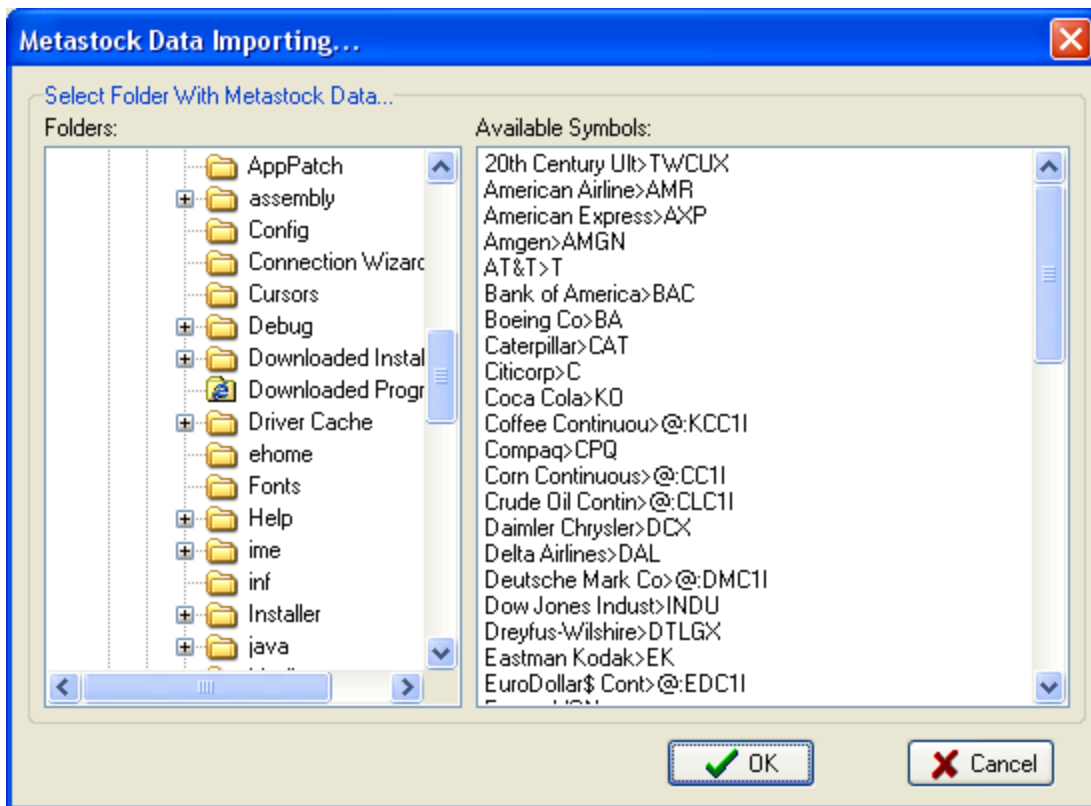 Metastock Data Importing...
Select Folder With Metastock Data...
Folders:
AppPatch
assembly
Config
Connection Wizard
Cursors
Debug
Downloaded Instal
Downloaded Progr
Driver Cache
ehome
Fonts
Help
ime
inf
Installer
java
Available Symbols:
20th Century Ult>TWCUX
American Airline>AMR
American Express>AXP
Amgen>AMGN
AT&T>T
Bank of America>BAC
Boeing Co>BA
Caterpillar>CAT
Citicorp>C
Coca Cola>KO
Coffee Continuou>@:KCC1I
Compaq>CPQ
Corn Continuous>@:CC1I
Crude Oil Contin>@:CLC1I
Daimler Chrysler>DCX
Delta Airlines>DAL
Deutsche Mark Co>@:DMC1I
Dow Jones Indust>INDU
Dreyfus-Wilshire>DTLGX
Eastman Kodak>EK
EuroDollar$ Cont>@:EDC1I
OK
Cancel